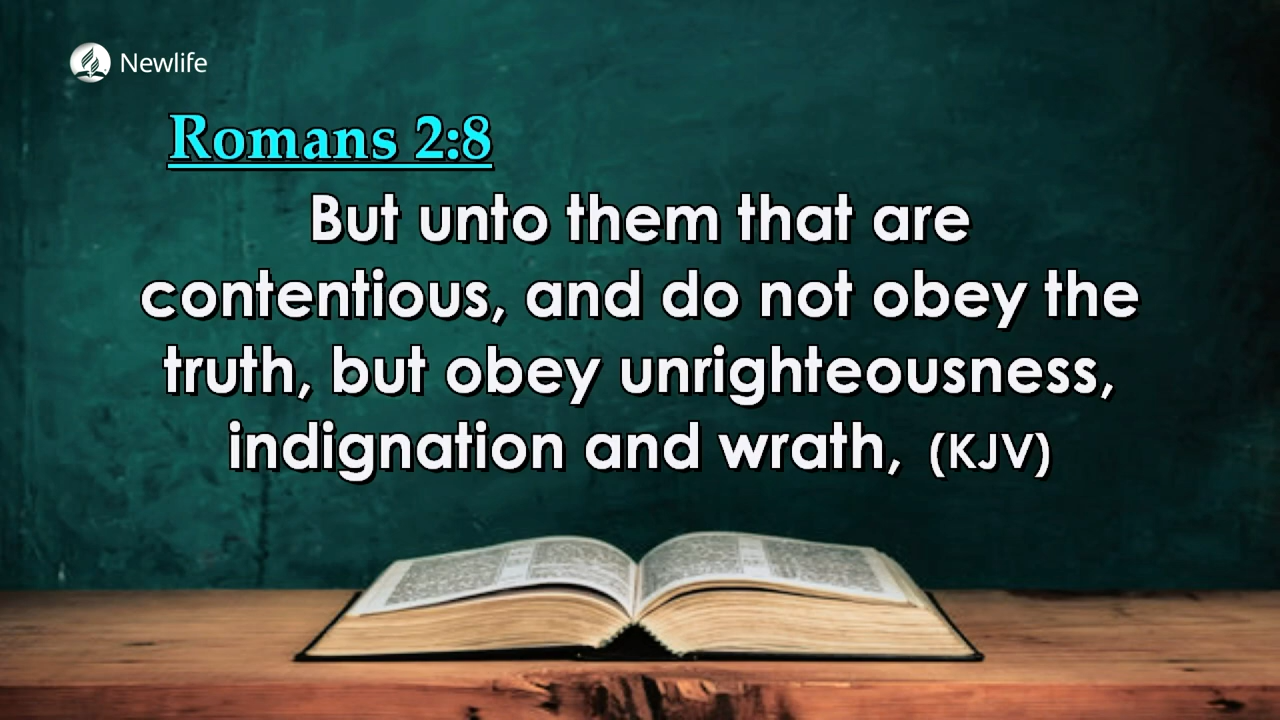 Newlife
Romans 2:8
But unto them that are
contentious, and do not obey the
truth, but obey unrighteousness,
indignation and wrath, (KJV)